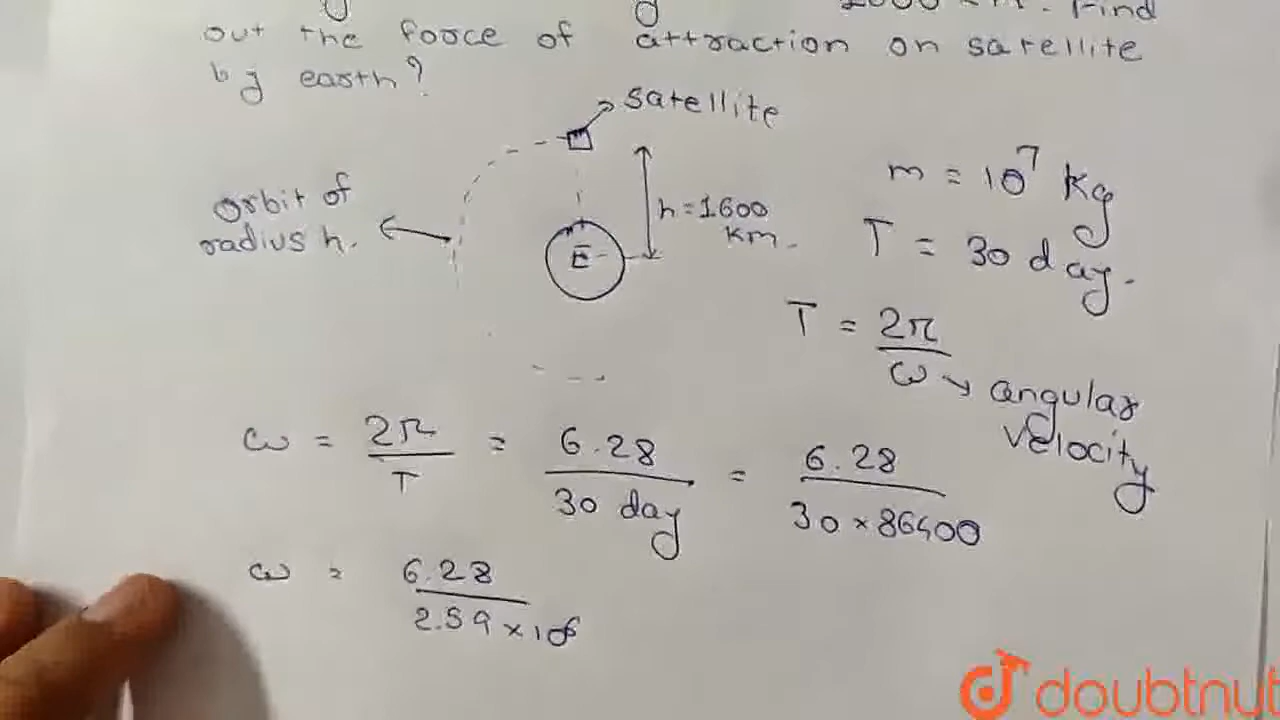 Find
out the force of attraction on satellite
by earth?
satellite
orbit of
radius h.
h = 1600
Km.
E
m = 10⁷ Kg
T = 30 day.
T = 2π/ω
angular
velocity
ω = 2π/T = 6.28/30 day = 6.28/30 × 86400
ω = 6.28/2.59 × 10⁶
doubtnut